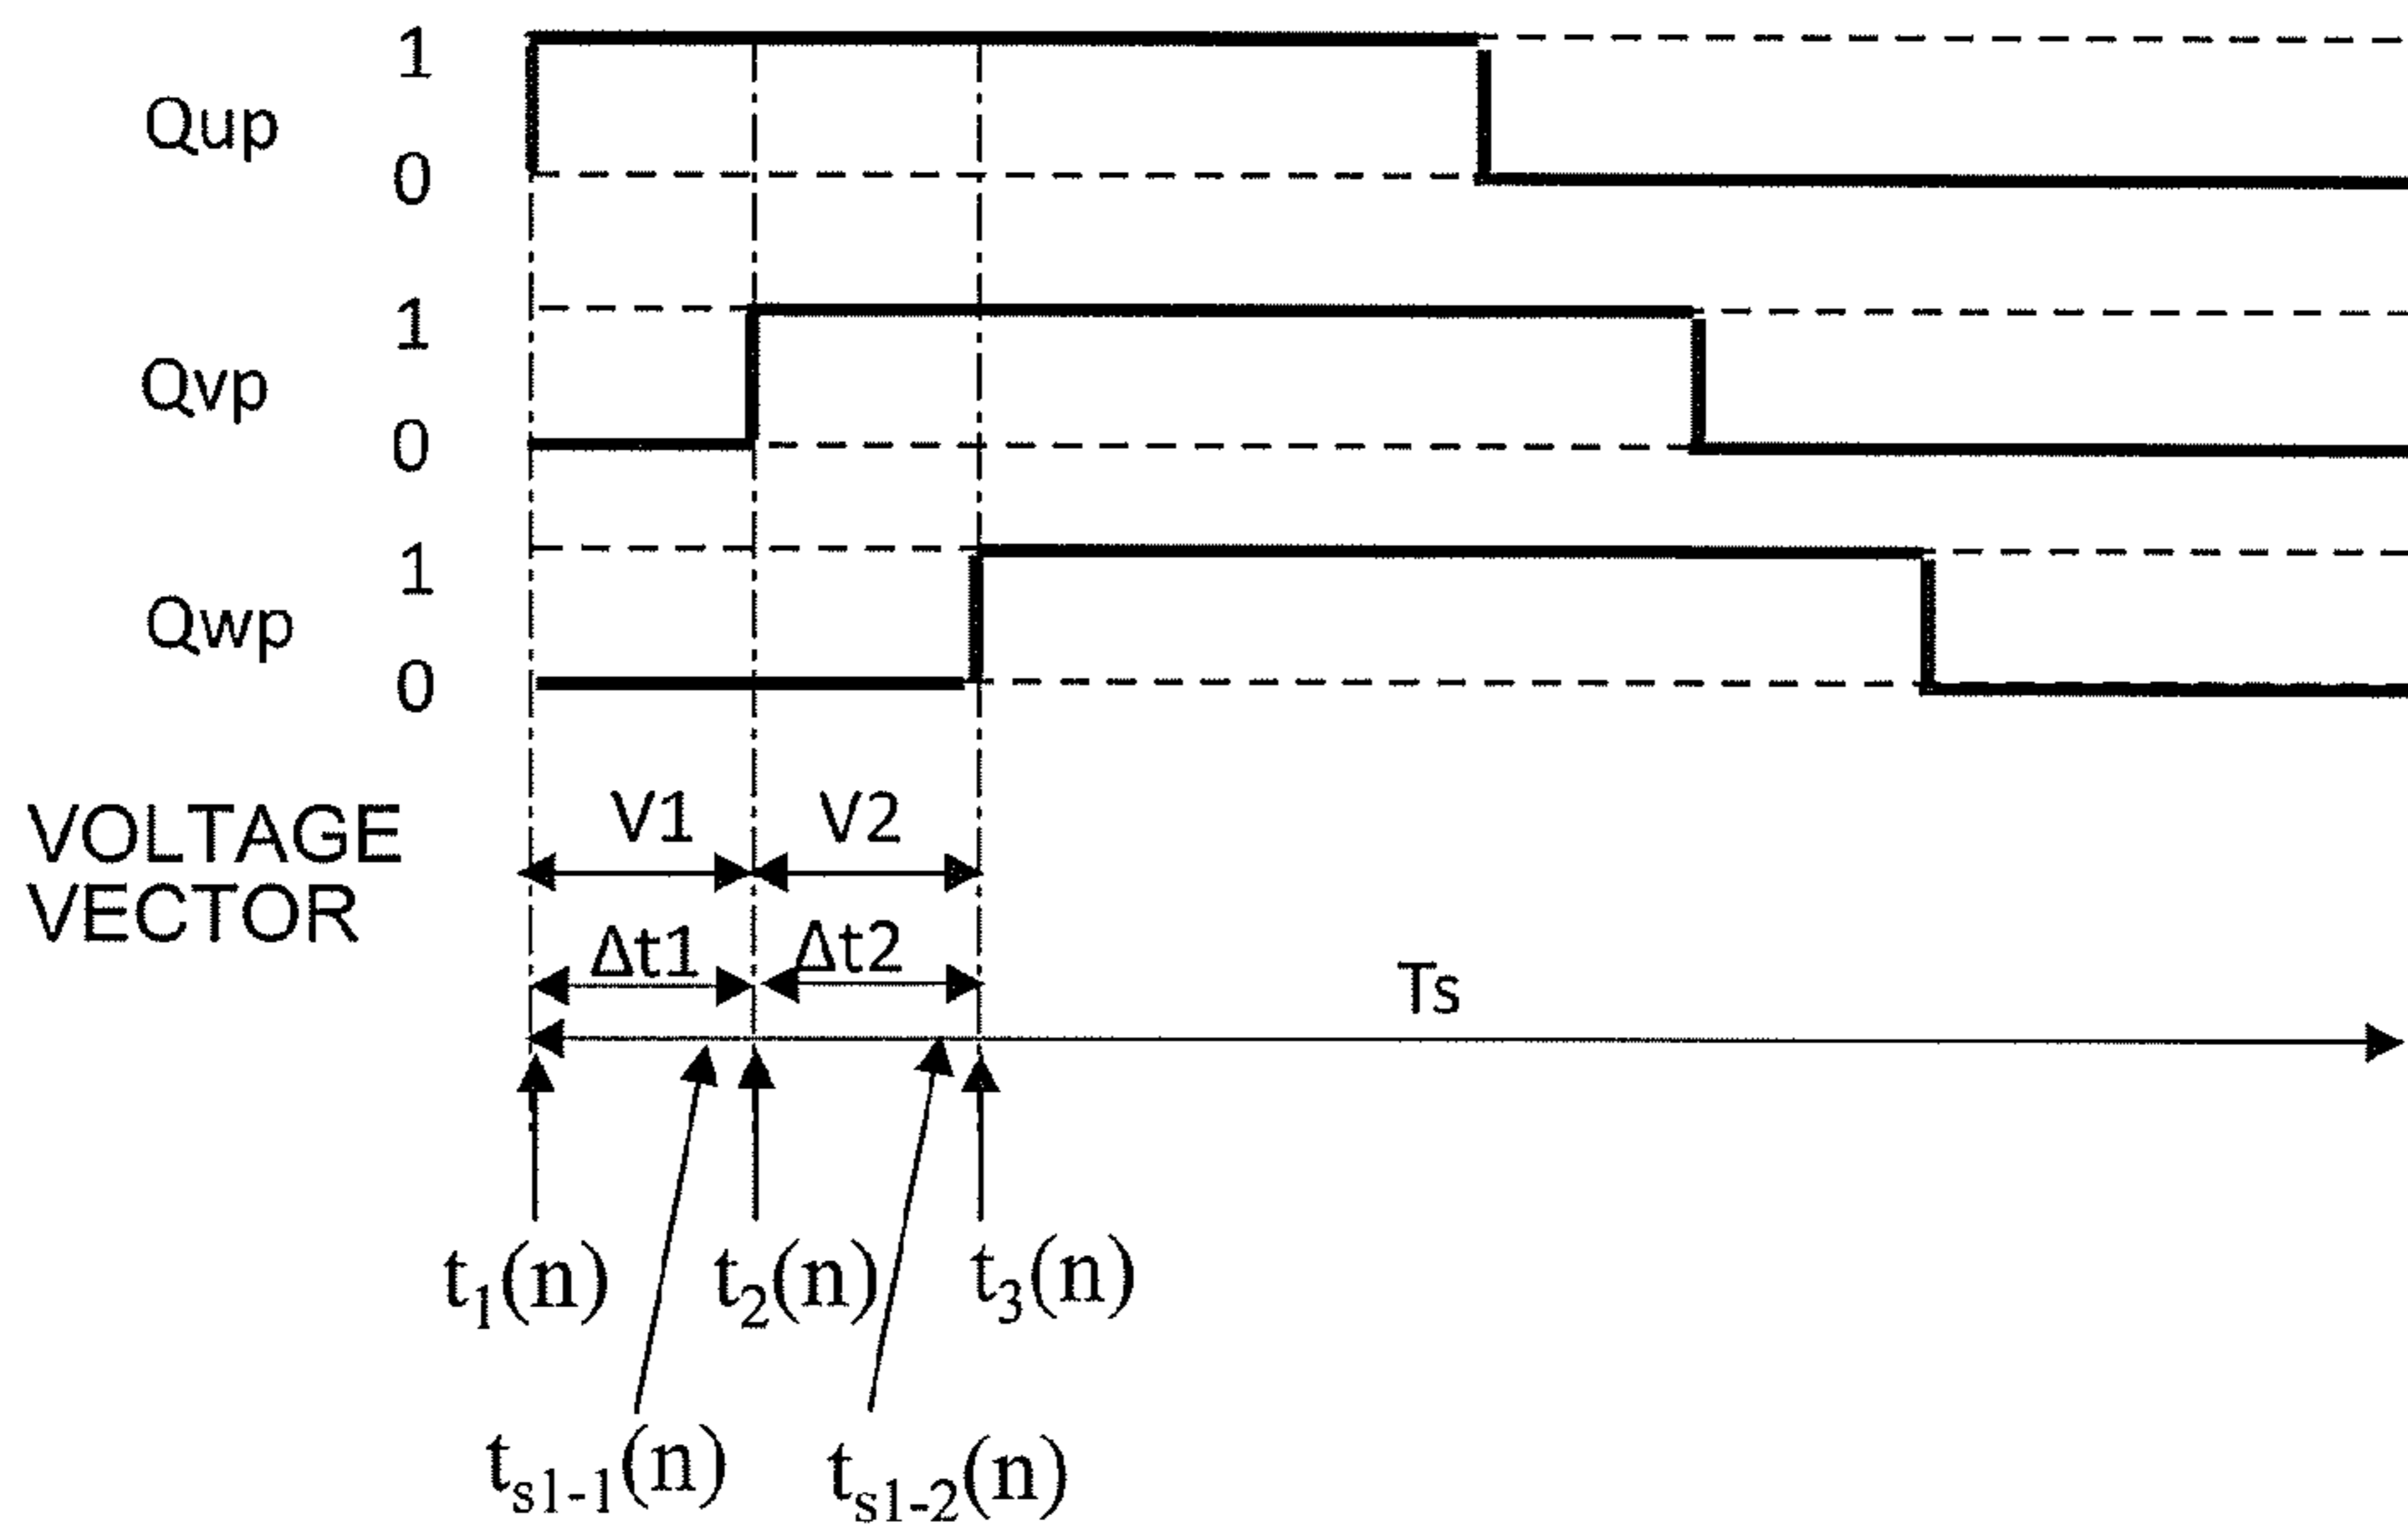 1
Qup
0
1
Qvp
0
1
Qwp
0
VOLTAGE
VECTOR
V1
V2
Δt1
Δt2
Ts
t1(n)
t2(n)
t3(n)
ts1-1(n)
ts1-2(n)